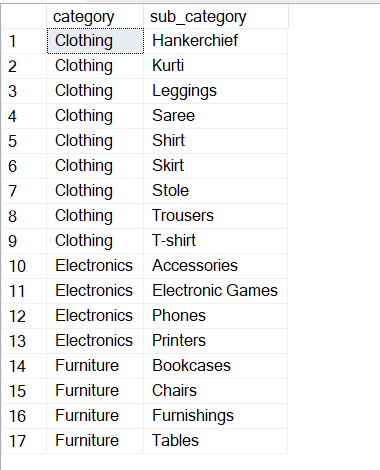 category sub_category
1 Clothing Hankerchief
2 Clothing Kurti
3 Clothing Leggings
4 Clothing Saree
5 Clothing Shirt
6 Clothing Skirt
7 Clothing Stole
8 Clothing Trousers
9 Clothing T-shirt
10 Electronics Accessories
11 Electronics Electronic Games
12 Electronics Phones
13 Electronics Printers
14 Furniture Bookcases
15 Furniture Chairs
16 Furniture Furnishings
17 Furniture Tables